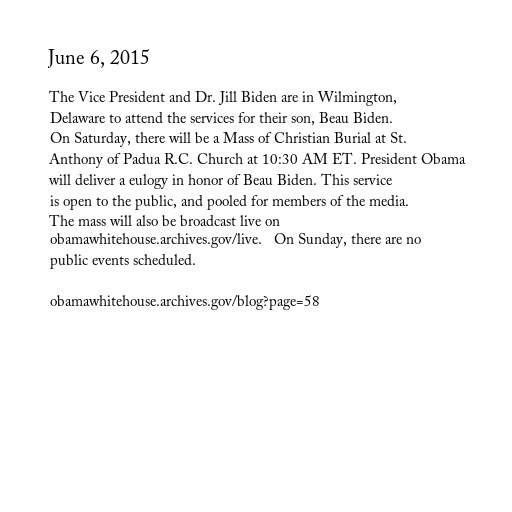 June 6, 2015
The Vice President and Dr. Jill Biden are in Wilmington,
Delaware to attend the services for their son, Beau Biden.
On Saturday, there will be a Mass of Christian Burial at St.
Anthony of Padua R.C. Church at 10:30 AM ET. President Obama
will deliver a eulogy in honor of Beau Biden. This service
is open to the public, and pooled for members of the media.
The mass will also be broadcast live on
obamawhitehouse.archives.gov/live.   On Sunday, there are no
public events scheduled.
obamawhitehouse.archives.gov/blog?page=58